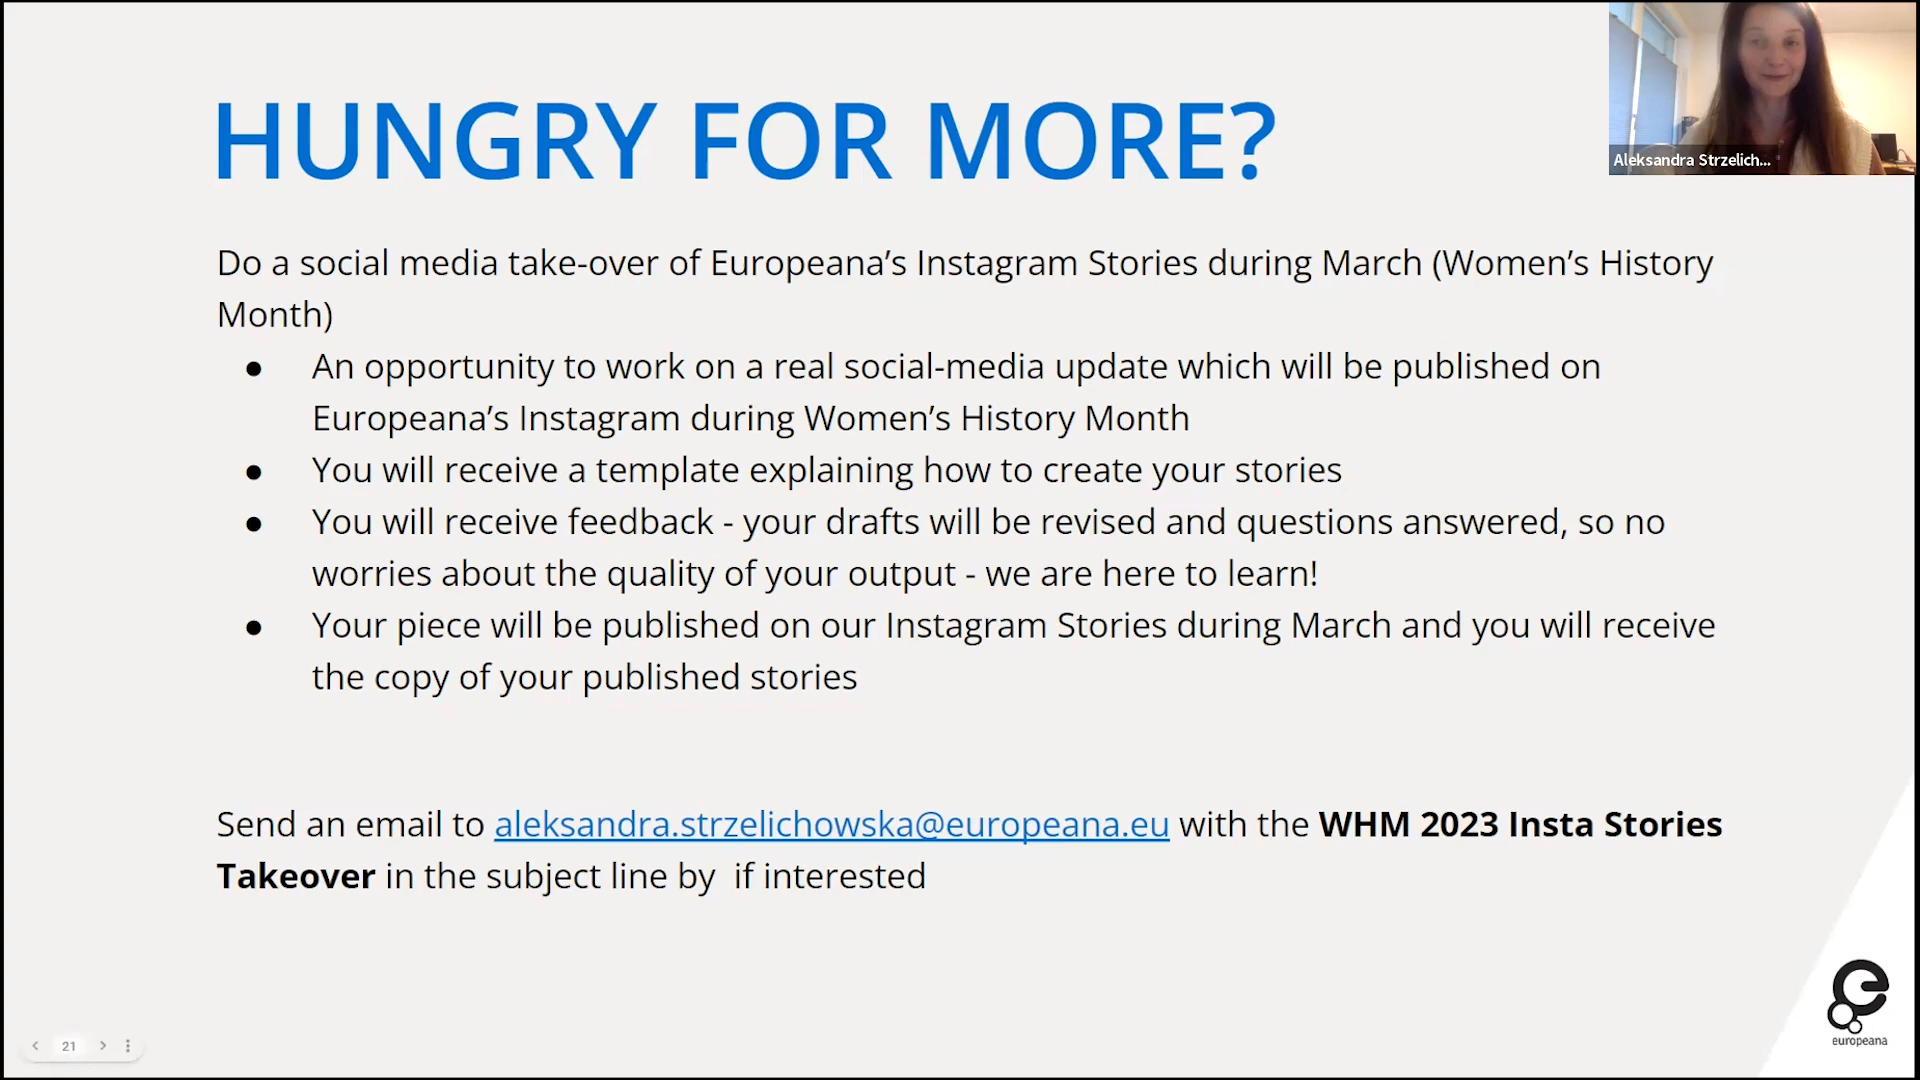 HUNGRY FOR MORE?
Aleksandra Strzelich...
Do a social media take-over of Europeana’s Instagram Stories during March (Women’s History
Month)
● An opportunity to work on a real social-media update which will be published on
Europeana’s Instagram during Women’s History Month
● You will receive a template explaining how to create your stories
● You will receive feedback - your drafts will be revised and questions answered, so no
worries about the quality of your output - we are here to learn!
● Your piece will be published on our Instagram Stories during March and you will receive
the copy of your published stories
Send an email to aleksandra.strzelichowska@europeana.eu with the WHM 2023 Insta Stories
Takeover in the subject line by  if interested
21
europeana